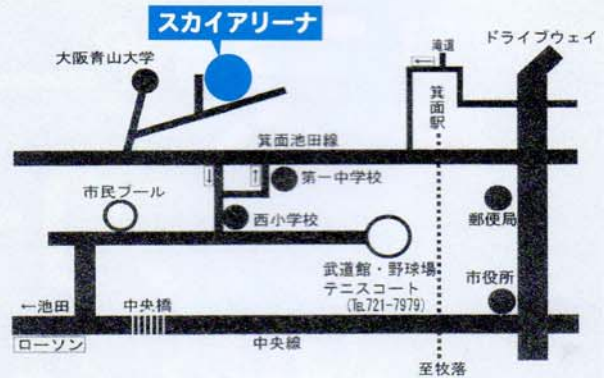 スカイアリーナ
大阪青山大学
滝道
ドライブウェイ
←
箕面駅
箕面池田線
↓
↑
第一中学校
市民プール
西小学校
郵便局
武道館・野球場
テニスコート
(TEL721-7979)
市役所
←池田
中央橋
ローソン
中央線
至牧落